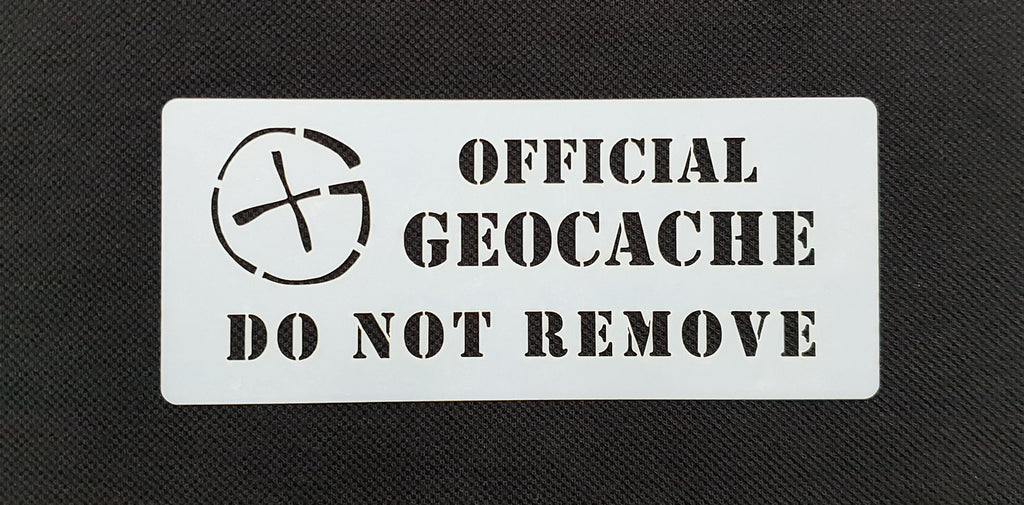 OFFICIAL
GEOCACHE
DO NOT REMOVE